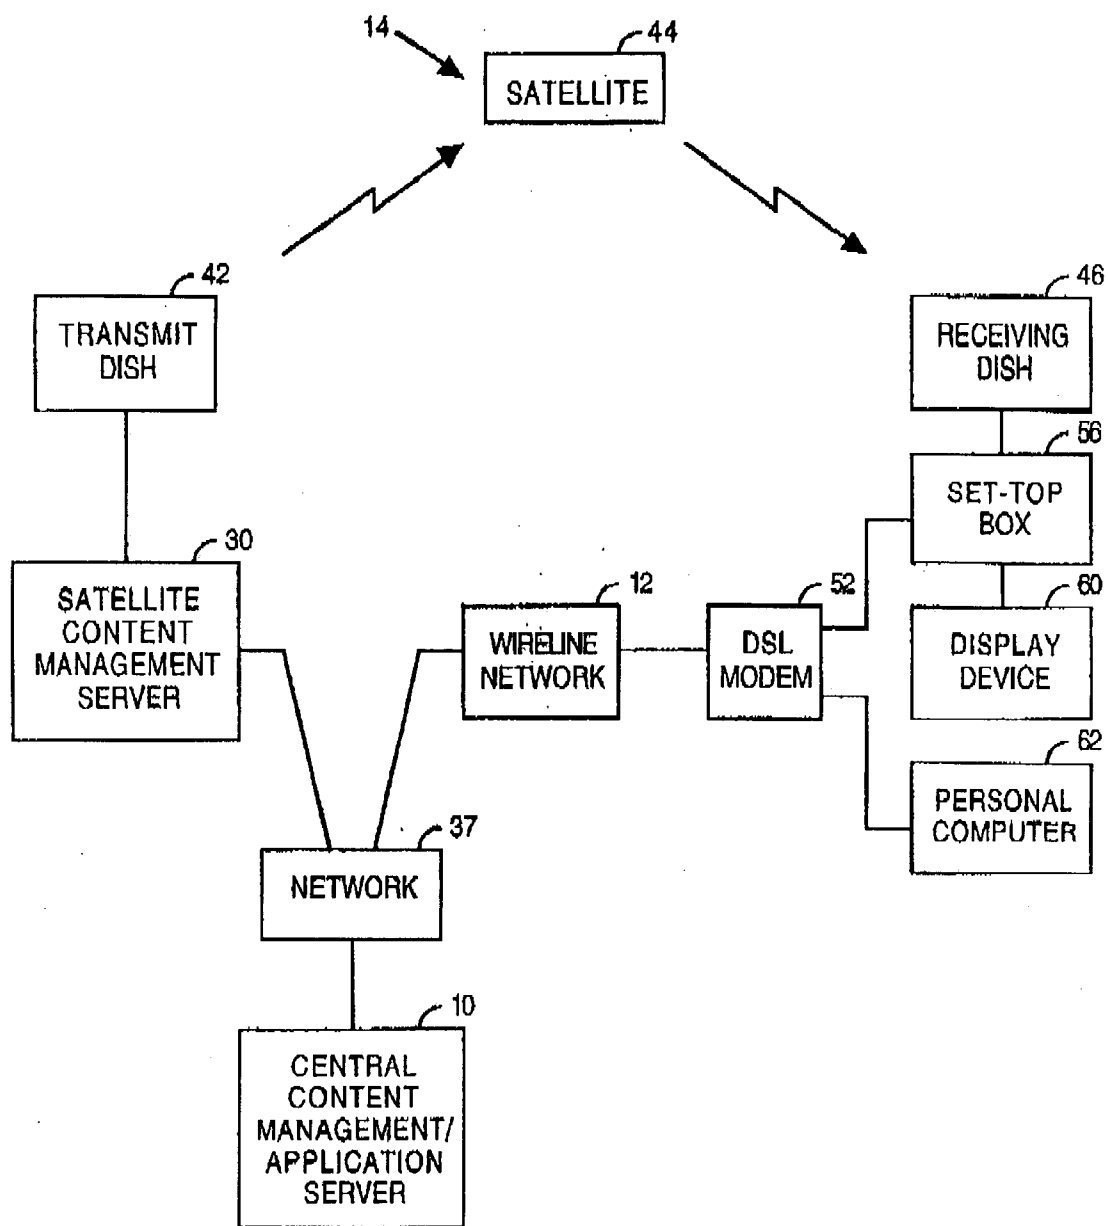 14
44
SATELLITE
42
TRANSMIT
DISH
46
RECEIVING
DISH
56
SET-TOP
BOX
30
SATELLITE
CONTENT
MANAGEMENT
SERVER
12
WIRELINE
NETWORK
52
DSL
MODEM
60
DISPLAY
DEVICE
62
PERSONAL
COMPUTER
37
NETWORK
10
CENTRAL
CONTENT
MANAGEMENT/
APPLICATION
SERVER